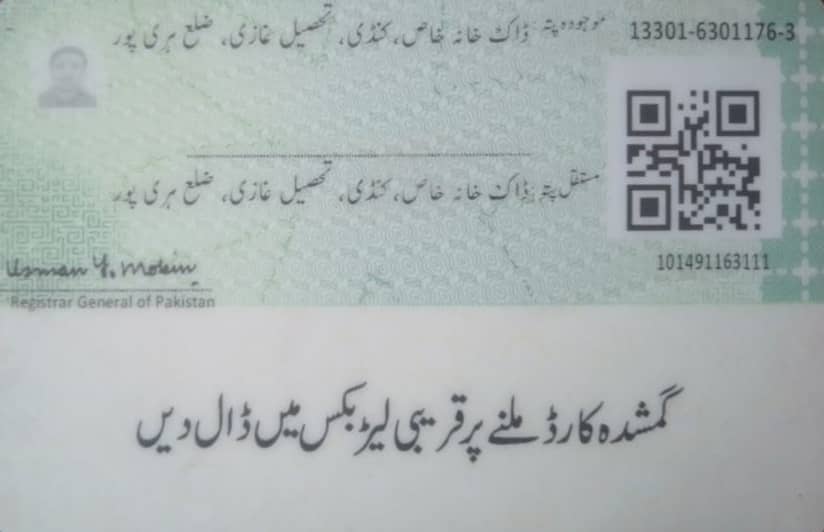 13301-6301176-3
موجودہ پتہ ڈاک خانہ خاص، کنڈی، تحصیل غازی، ضلع ہری پور
مستقل پتہ: ڈاک خانہ خاص، کنڈی، تحصیل غازی، ضلع ہری پور
101491163111
Usman Y. Mobin
Registrar General of Pakistan
گمشدہ کارڈ ملنے پر قریبی لیٹر بکس میں ڈال دیں